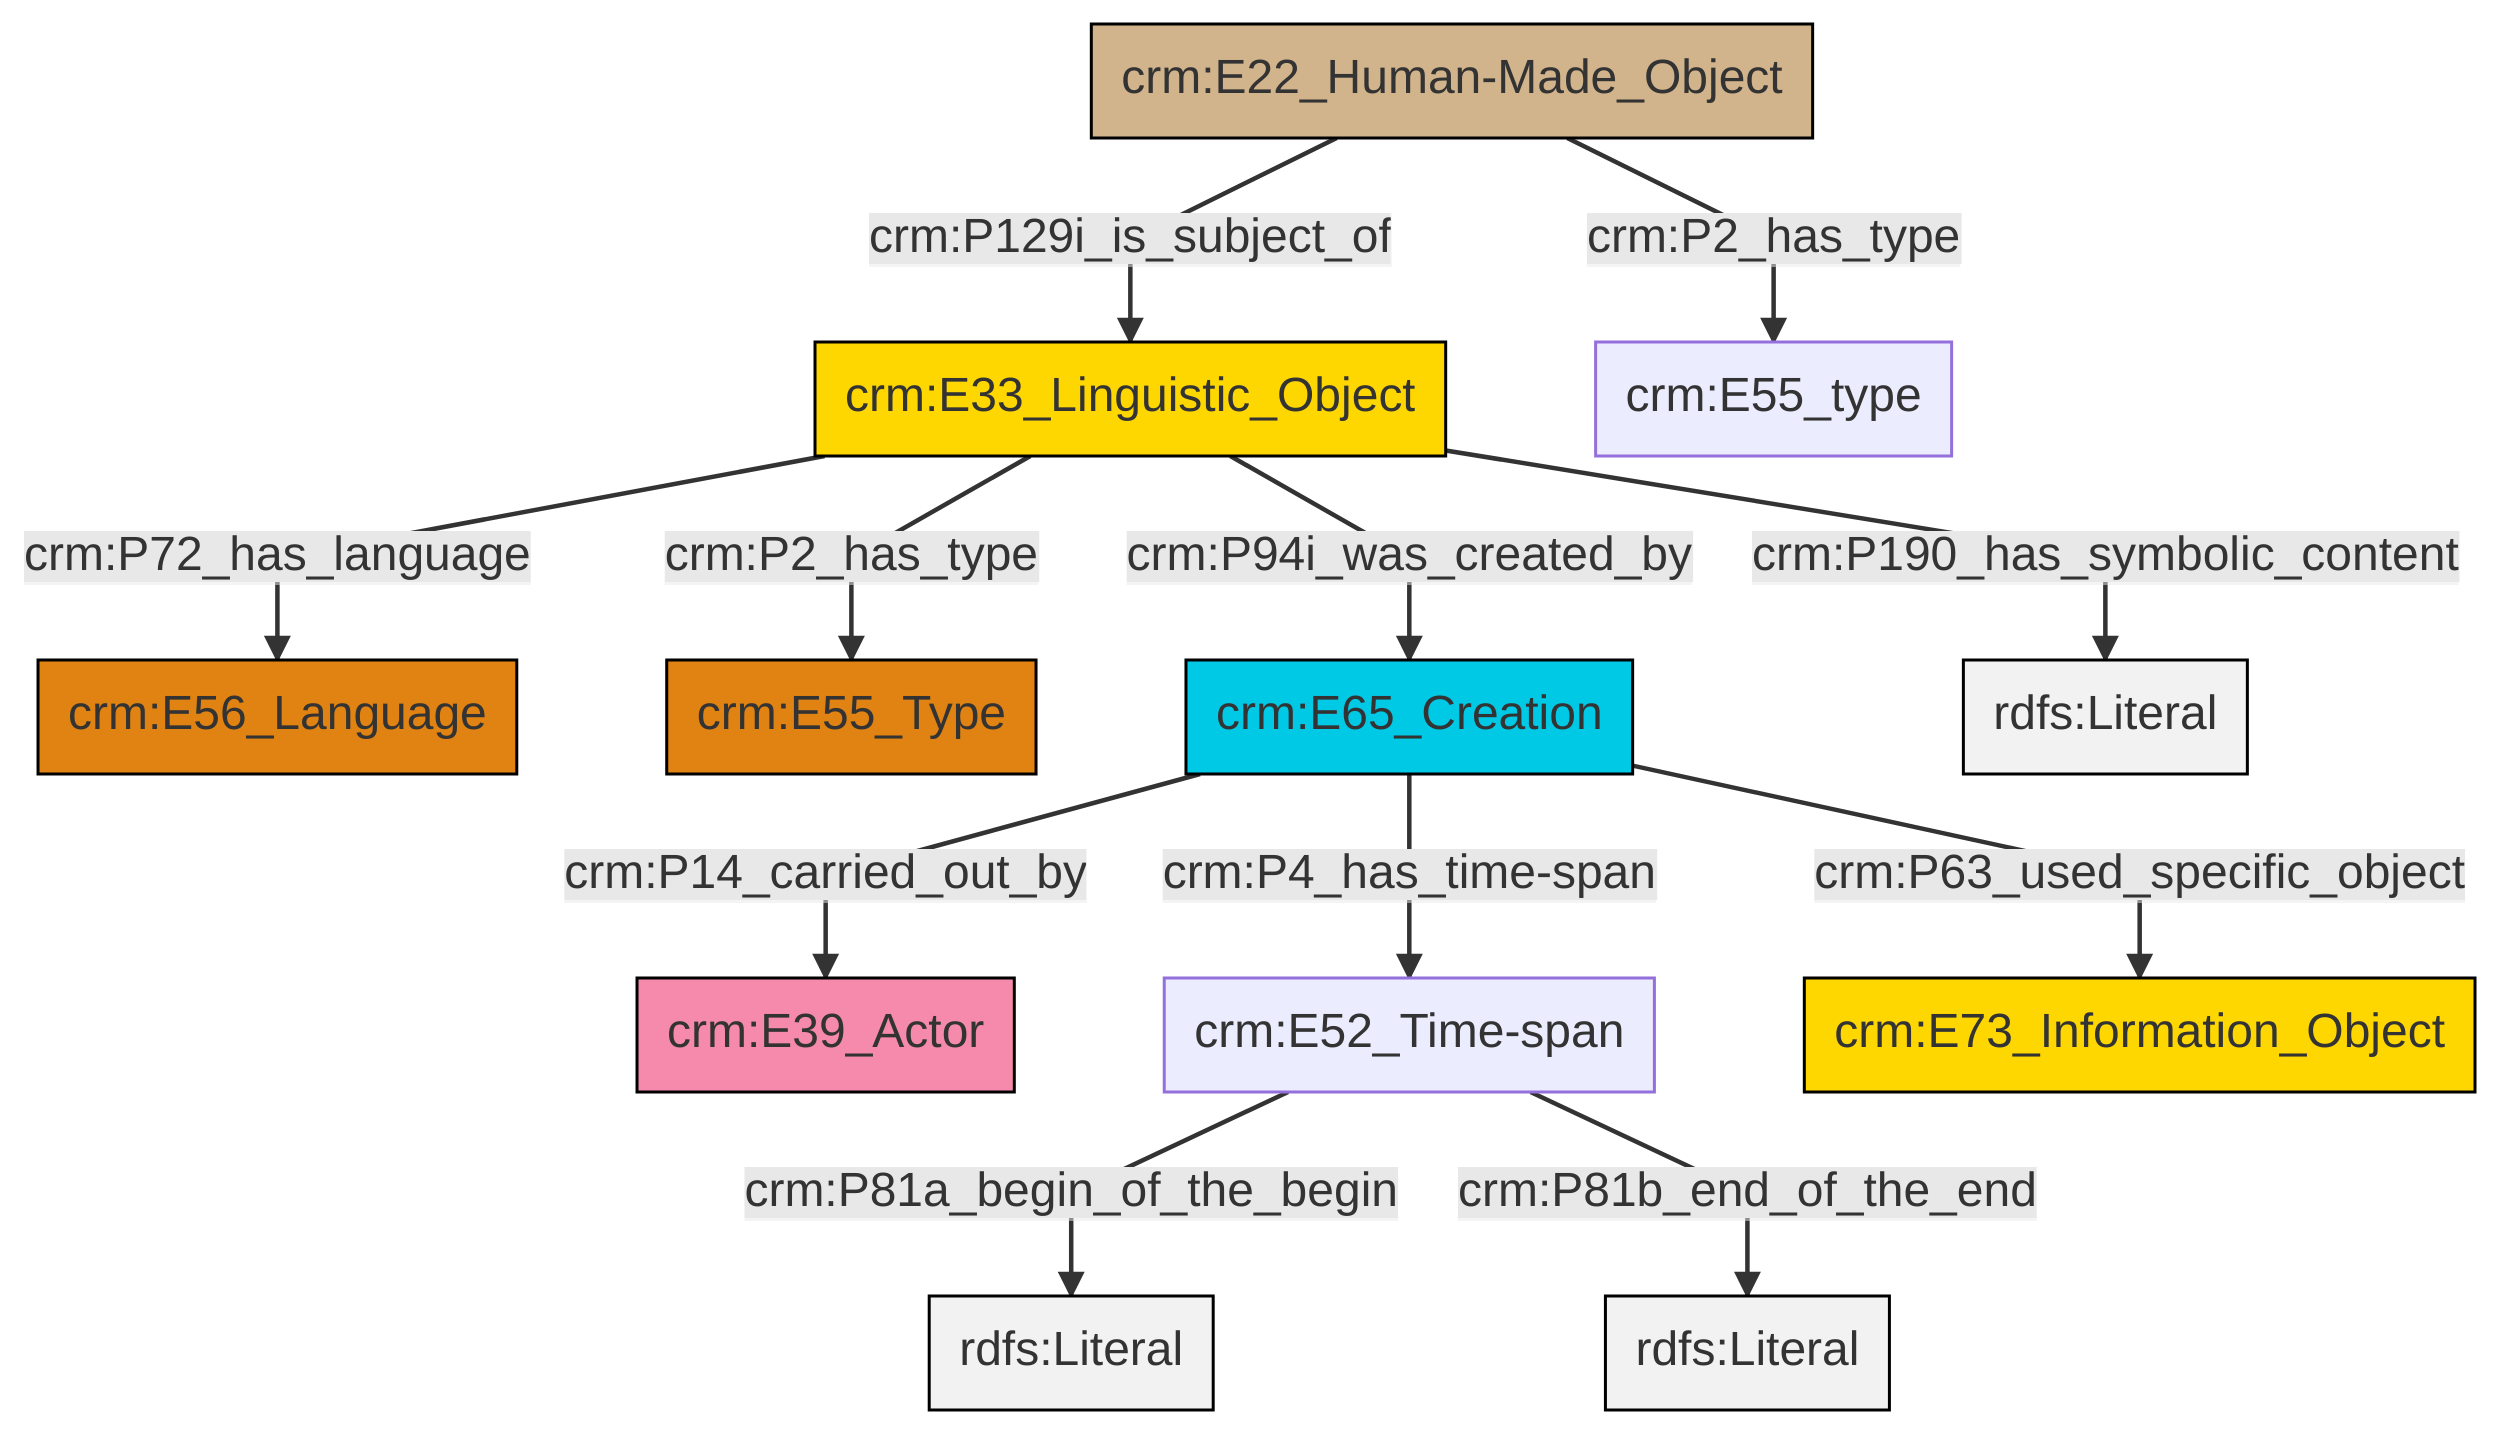 crm:E22_Human-Made_Object
crm:P129i_is_subject_of
crm:P2_has_type
crm:E33_Linguistic_Object
crm:E55_type
crm:P72_has_language
crm:P2_has_type
crm:P94i_was_created_by
crm:P190_has_symbolic_content
crm:E56_Language
crm:E55_Type
crm:E65_Creation
rdfs:Literal
crm:P14_carried_out_by
crm:P4_has_time-span
crm:P63_used_specific_object
crm:E39_Actor
crm:E52_Time-span
crm:E73_Information_Object
crm:P81a_begin_of_the_begin
crm:P81b_end_of_the_end
rdfs:Literal
rdfs:Literal